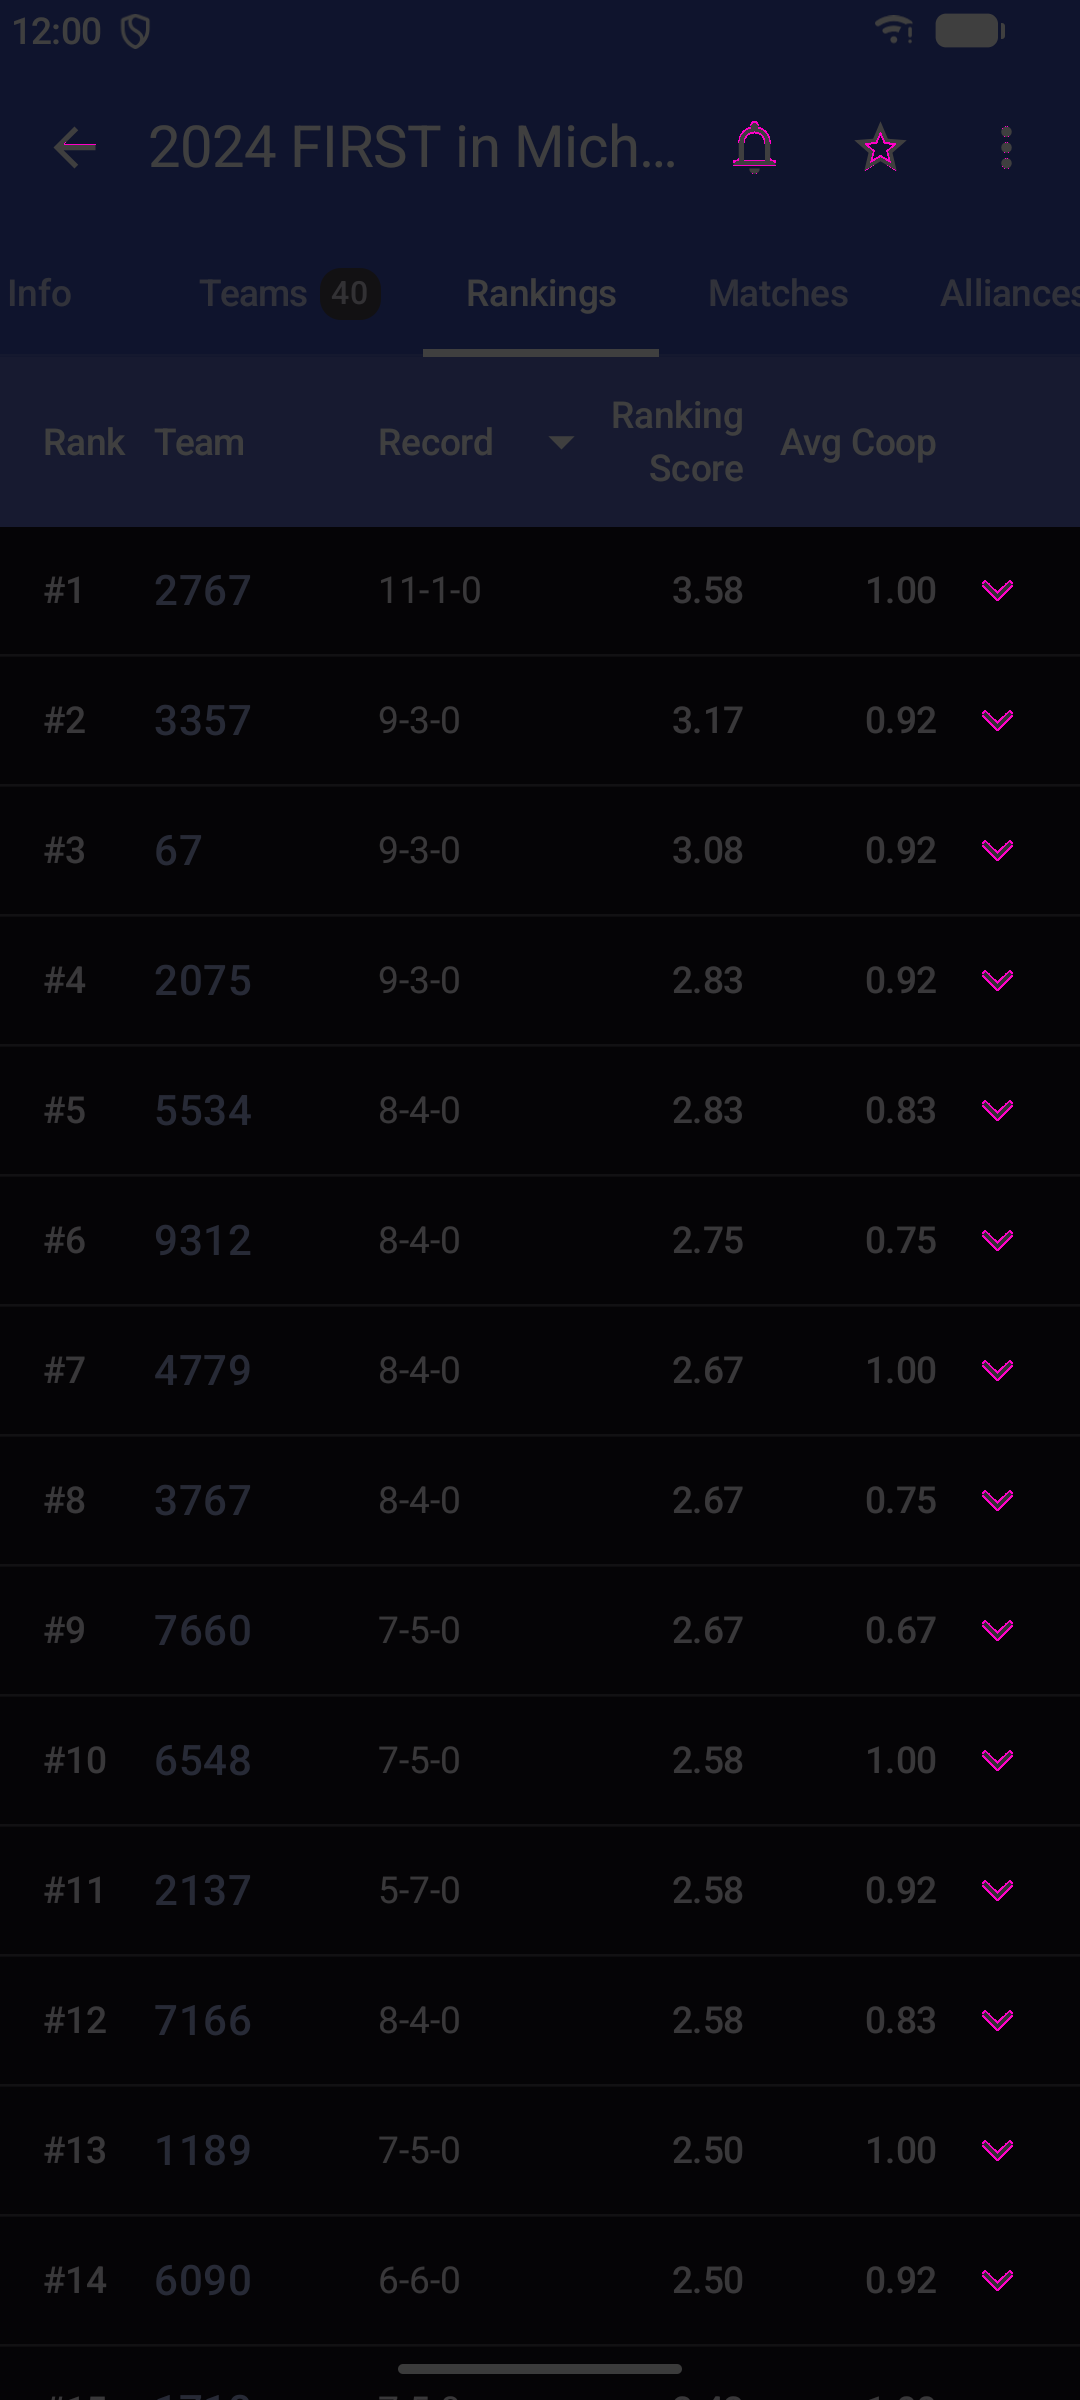 12:00
2024 FIRST in Mich...
Info Teams 40 Rankings Matches Alliances
Rank Team Record Ranking Score Avg Coop
#1 2767 11-1-0 3.58 1.00
#2 3357 9-3-0 3.17 0.92
#3 67 9-3-0 3.08 0.92
#4 2075 9-3-0 2.83 0.92
#5 5534 8-4-0 2.83 0.83
#6 9312 8-4-0 2.75 0.75
#7 4779 8-4-0 2.67 1.00
#8 3767 8-4-0 2.67 0.75
#9 7660 7-5-0 2.67 0.67
#10 6548 7-5-0 2.58 1.00
#11 2137 5-7-0 2.58 0.92
#12 7166 8-4-0 2.58 0.83
#13 1189 7-5-0 2.50 1.00
#14 6090 6-6-0 2.50 0.92